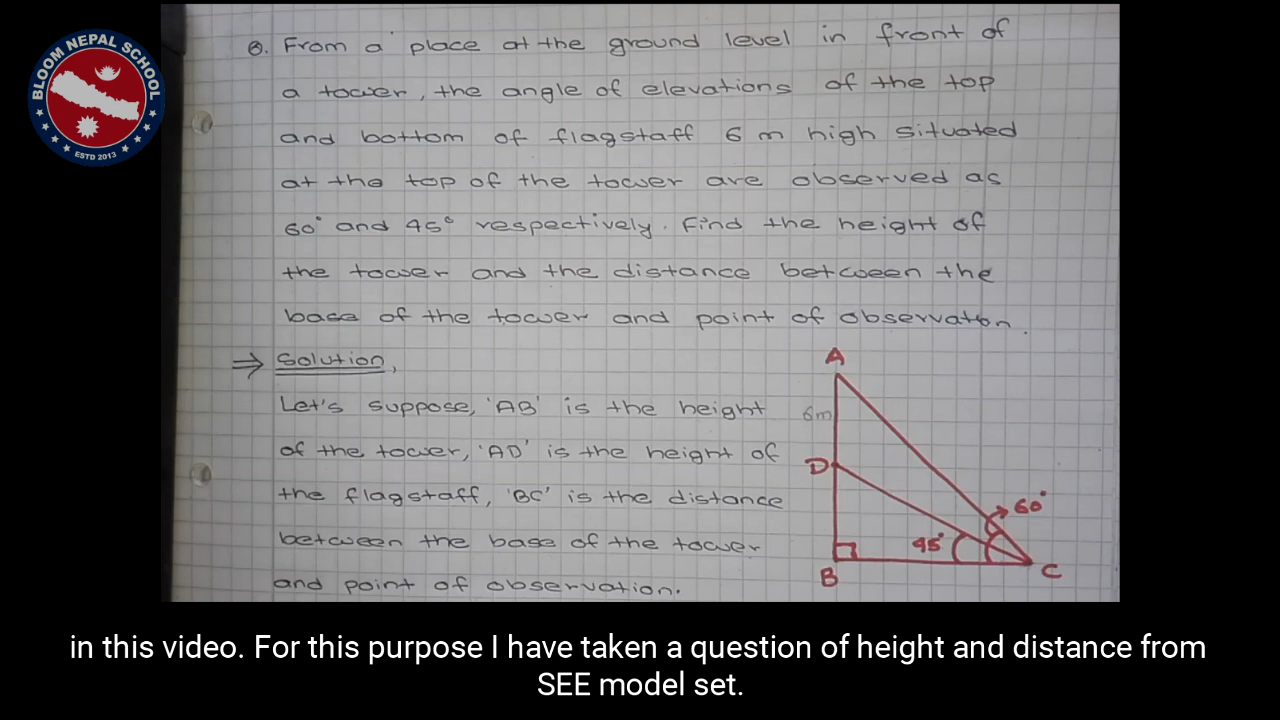 BLOOM NEPAL SCHOOL
ESTD 2013
Q. From a place at the ground level in front of
a tower, the angle of elevations of the top
and bottom of flagstaff 6 m high situated
at the top of the tower are observed as
60° and 45° respectively. Find the height of
the tower and the distance between the
base of the tower and point of observation.
⇒ Solution,
Let's suppose, 'AB' is the height
of the tower, 'AD' is the height of
the flagstaff, 'BC' is the distance
between the base of the tower
and point of observation.
A
6m
D
60°
45°
B
C
in this video. For this purpose I have taken a question of height and distance from
SEE model set.